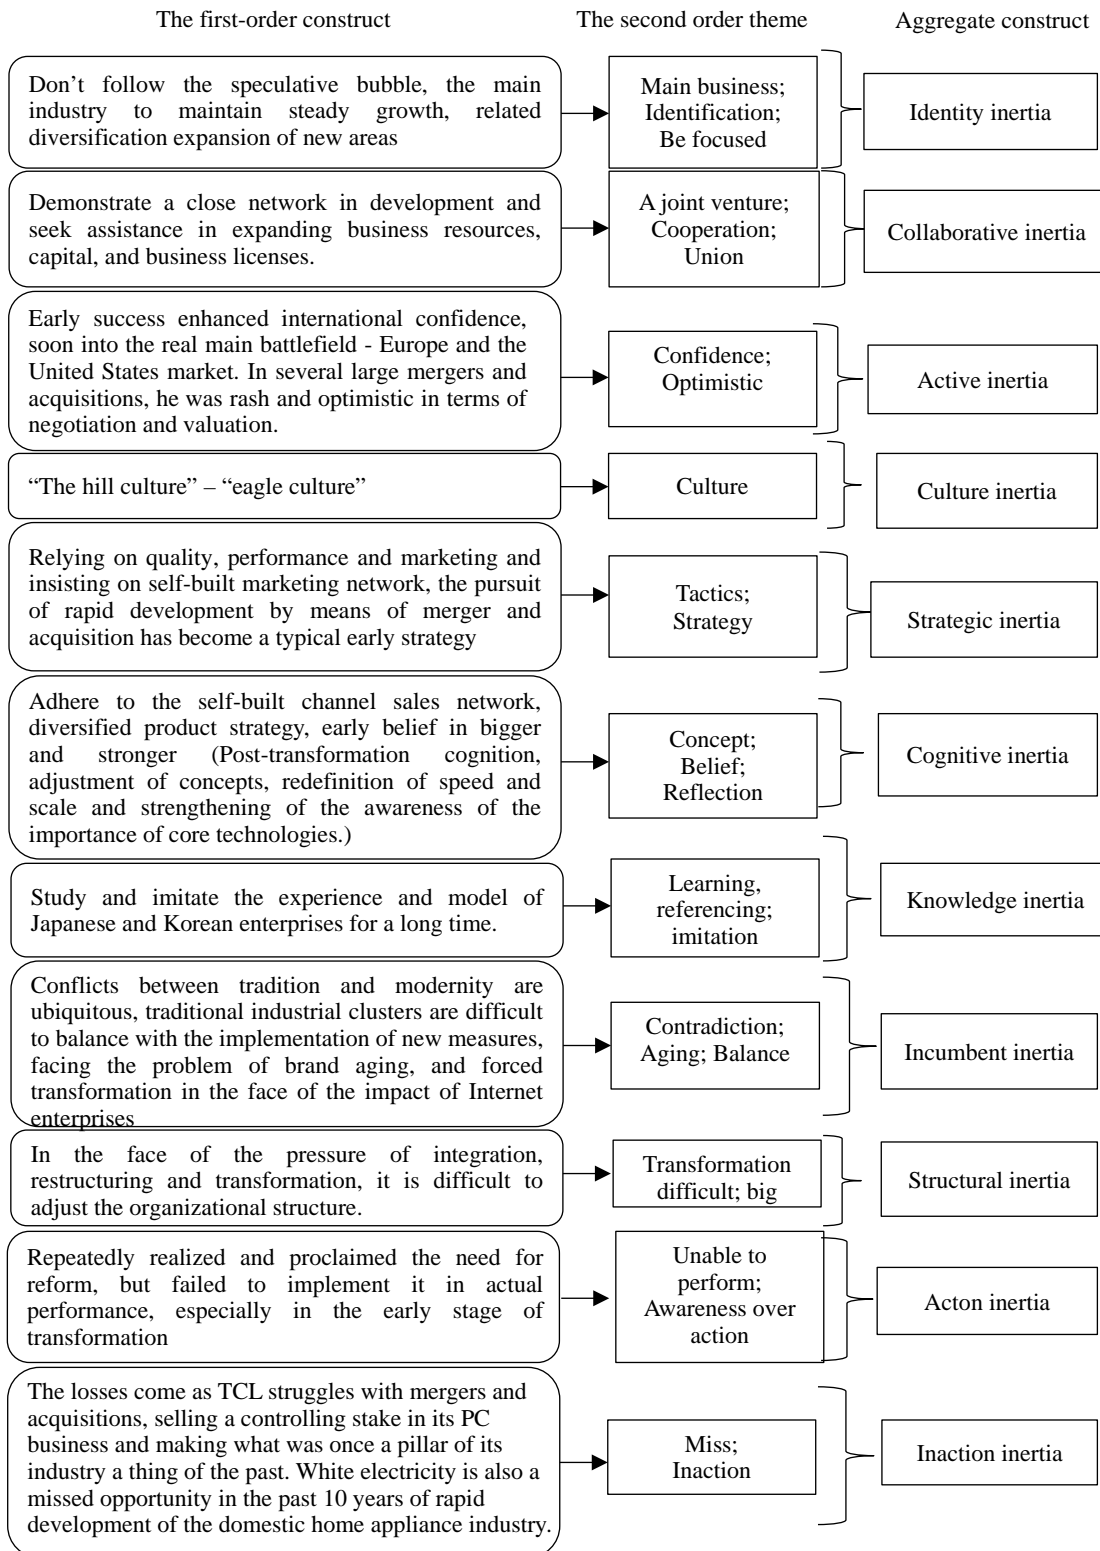 The first-order construct
The second order theme
Aggregate construct
Don’t follow the speculative bubble, the main
industry to maintain steady growth, related
diversification expansion of new areas
Main business;
Identification;
Be focused
Identity inertia
Demonstrate a close network in development and
seek assistance in expanding business resources,
capital, and business licenses.
A joint venture;
Cooperation;
Union
Collaborative inertia
Early success enhanced international confidence,
soon into the real main battlefield - Europe and the
United States market. In several large mergers and
acquisitions, he was rash and optimistic in terms of
negotiation and valuation.
Confidence;
Optimistic
Active inertia
“The hill culture” – “eagle culture”
Culture
Culture inertia
Relying on quality, performance and marketing and
insisting on self-built marketing network, the pursuit
of rapid development by means of merger and
acquisition has become a typical early strategy
Tactics;
Strategy
Strategic inertia
Adhere to the self-built channel sales network,
diversified product strategy, early belief in bigger
and stronger (Post-transformation cognition,
adjustment of concepts, redefinition of speed and
scale and strengthening of the awareness of the
importance of core technologies.)
Concept;
Belief;
Reflection
Cognitive inertia
Study and imitate the experience and model of
Japanese and Korean enterprises for a long time.
Learning,
referencing;
imitation
Knowledge inertia
Conflicts between tradition and modernity are
ubiquitous, traditional industrial clusters are difficult
to balance with the implementation of new measures,
facing the problem of brand aging, and forced
transformation in the face of the impact of Internet
enterprises
Contradiction;
Aging; Balance
Incumbent inertia
In the face of the pressure of integration,
restructuring and transformation, it is difficult to
adjust the organizational structure.
Transformation
difficult; big
Structural inertia
Repeatedly realized and proclaimed the need for
reform, but failed to implement it in actual
performance, especially in the early stage of
transformation
Unable to
perform;
Awareness over
action
Acton inertia
The losses come as TCL struggles with mergers and
acquisitions, selling a controlling stake in its PC
business and making what was once a pillar of its
industry a thing of the past. White electricity is also a
missed opportunity in the past 10 years of rapid
development of the domestic home appliance industry.
Miss;
Inaction
Inaction inertia